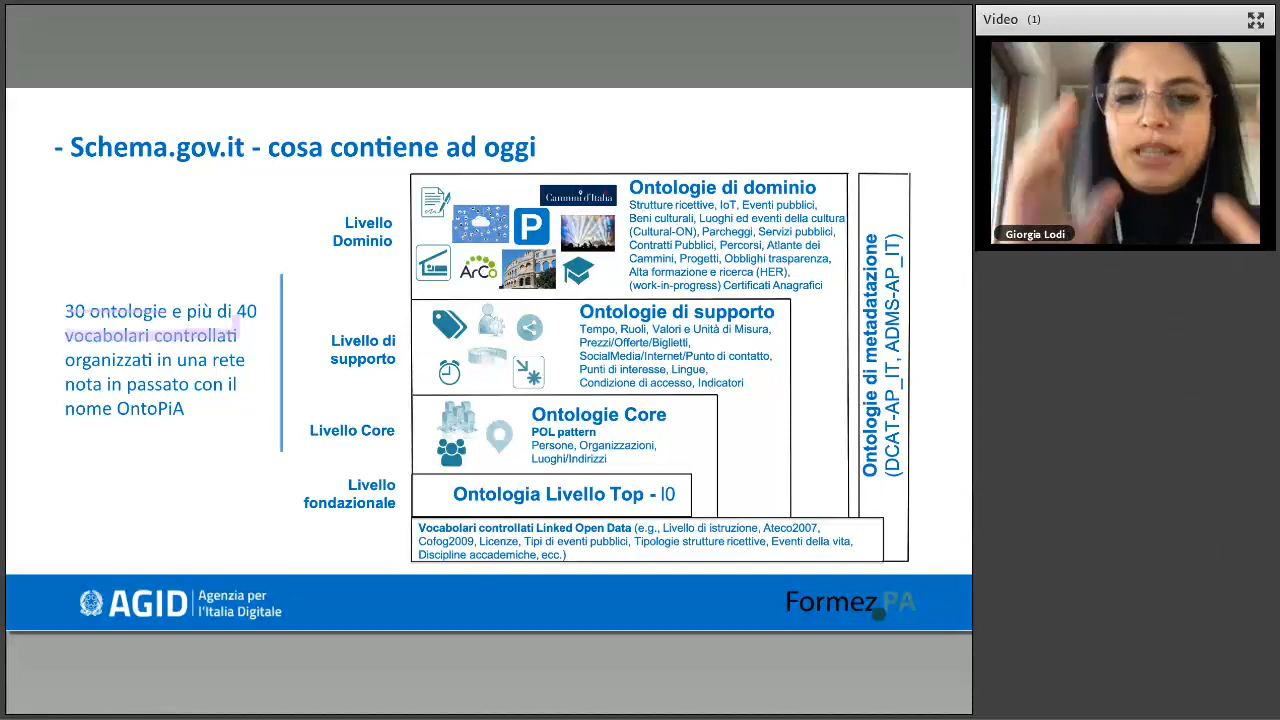 Video (1)
Giorgia Lodi
- Schema.gov.it - cosa contiene ad oggi
30 ontologie e più di 40
vocabolari controllati
organizzati in una rete
nota in passato con il
nome OntoPiA
Livello
Dominio
Cammini d'Italia
P
ArCo
Ontologie di dominio
Strutture ricettive, IoT, Eventi pubblici,
Beni culturali, Luoghi ed eventi della cultura
(Cultural-ON), Parcheggi, Servizi pubblici,
Contratti Pubblici, Percorsi, Atlante dei
Cammini, Progetti, Obblighi trasparenza,
Alta formazione e ricerca (HER),
(work-in-progress) Certificati Anagrafici
Livello di
supporto
Ontologie di supporto
Tempo, Ruoli, Valori e Unità di Misura,
Prezzi/Offerte/Biglietti,
SocialMedia/Internet/Punto di contatto,
Punti di interesse, Lingue,
Condizione di accesso, Indicatori
Livello Core
Ontologie Core
POL pattern
Persone, Organizzazioni,
Luoghi/Indirizzi
Livello
fondazionale
Ontologia Livello Top - l0
Vocabolari controllati Linked Open Data (e.g., Livello di istruzione, Ateco2007,
Cofog2009, Licenze, Tipi di eventi pubblici, Tipologie strutture ricettive, Eventi della vita,
Discipline accademiche, ecc.)
Ontologie di metadatazione
(DCAT-AP_IT, ADMS-AP_IT)
AGID Agenzia per
l'Italia Digitale
Formez PA